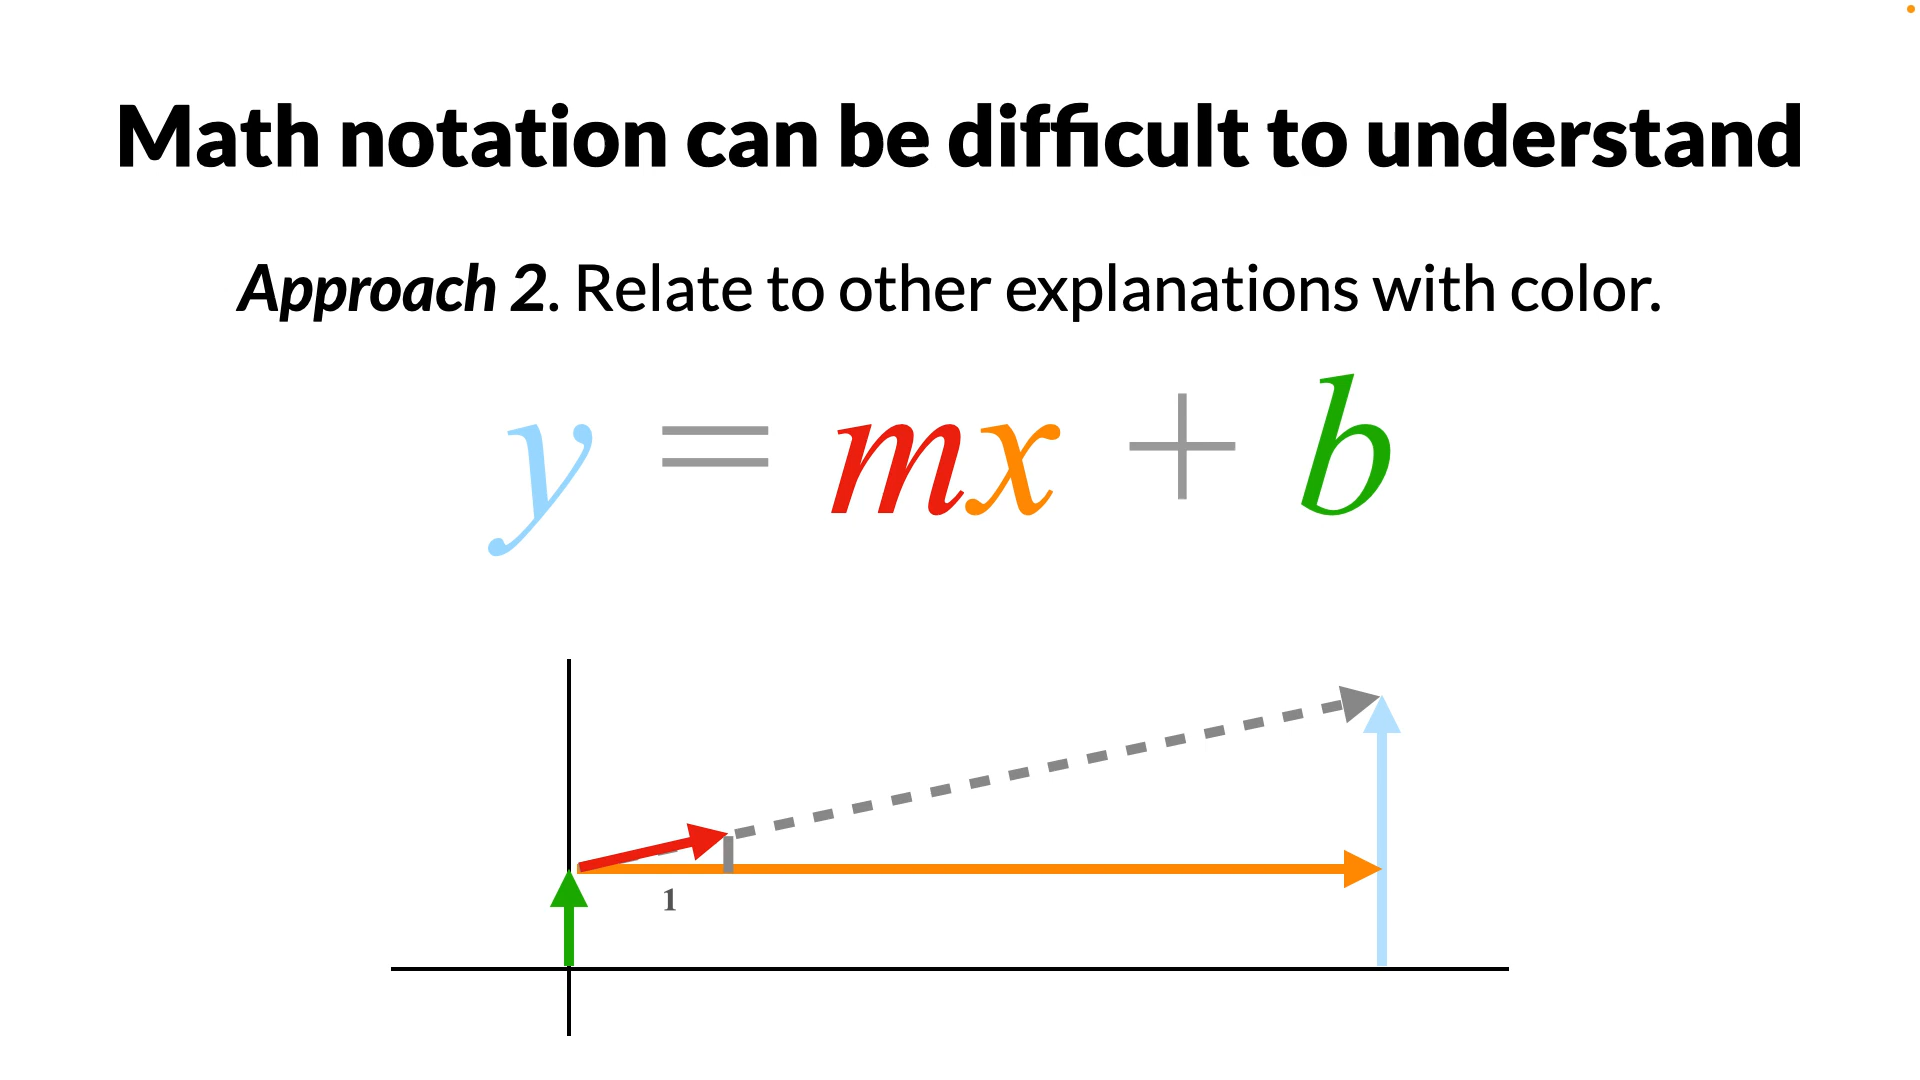 Math notation can be difficult to understand
Approach 2. Relate to other explanations with color.
y = mx + b
1